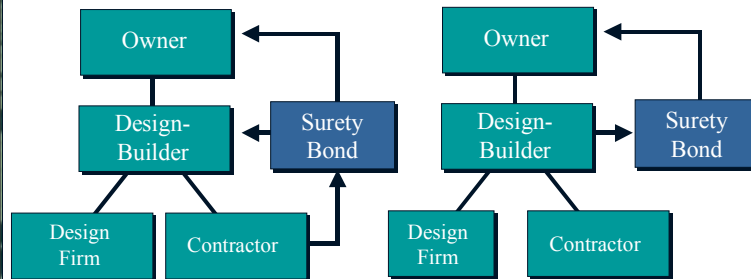 Owner
Design-
Builder
Surety
Bond
Design
Firm
Contractor
Owner
Design-
Builder
Surety
Bond
Design
Firm
Contractor